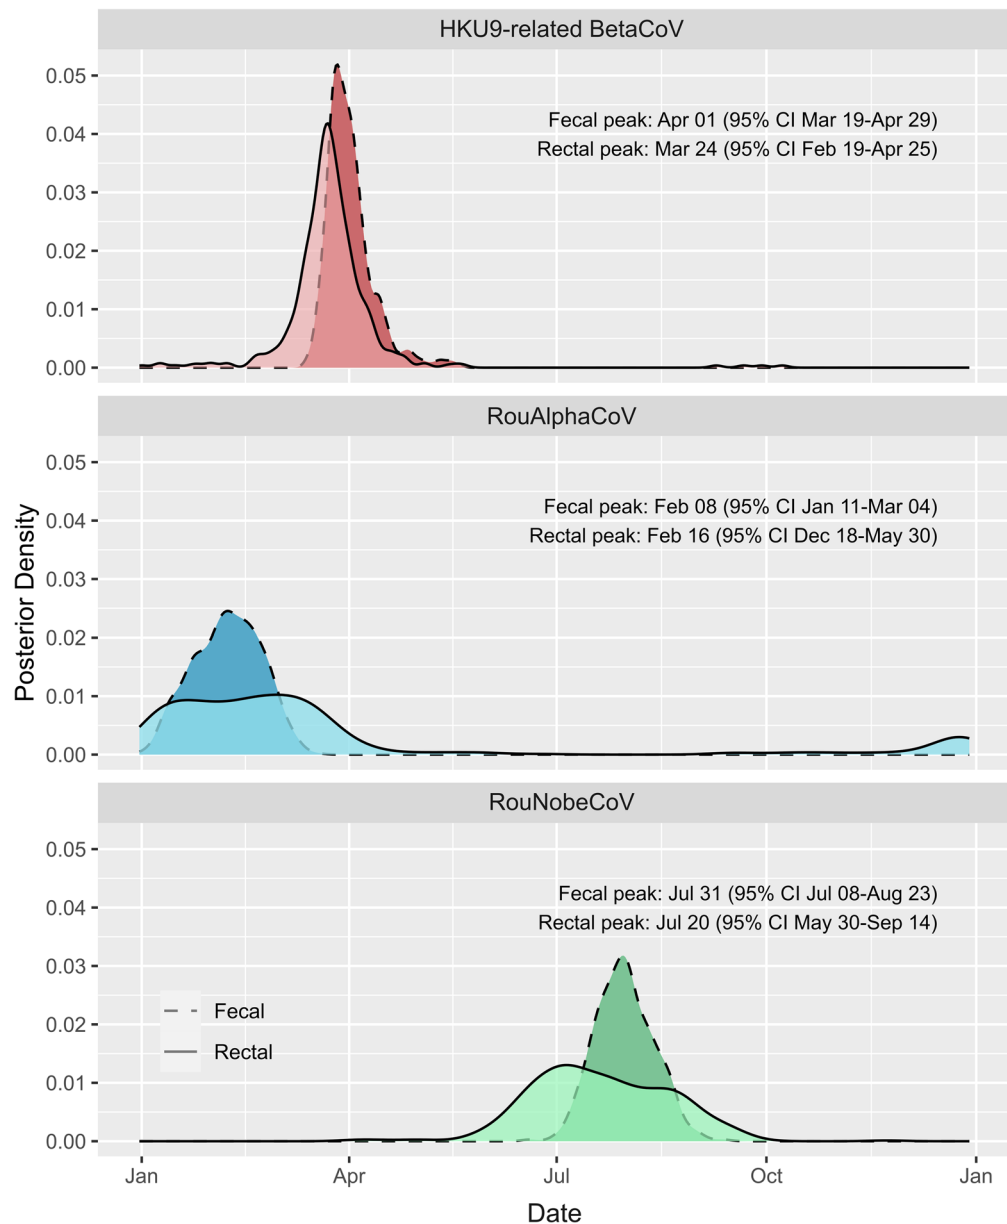 HKU9-related BetaCoV
0.05
0.04
0.03
0.02
0.01
0.00
Fecal peak: Apr 01 (95% CI Mar 19-Apr 29)
Rectal peak: Mar 24 (95% CI Feb 19-Apr 25)
RouAlphaCoV
0.05
0.04
0.03
0.02
0.01
0.00
Fecal peak: Feb 08 (95% CI Jan 11-Mar 04)
Rectal peak: Feb 16 (95% CI Dec 18-May 30)
Posterior Density
RouNobeCoV
0.05
0.04
0.03
0.02
0.01
0.00
Fecal peak: Jul 31 (95% CI Jul 08-Aug 23)
Rectal peak: Jul 20 (95% CI May 30-Sep 14)
Fecal
Rectal
Jan Apr Jul Oct Jan
Date